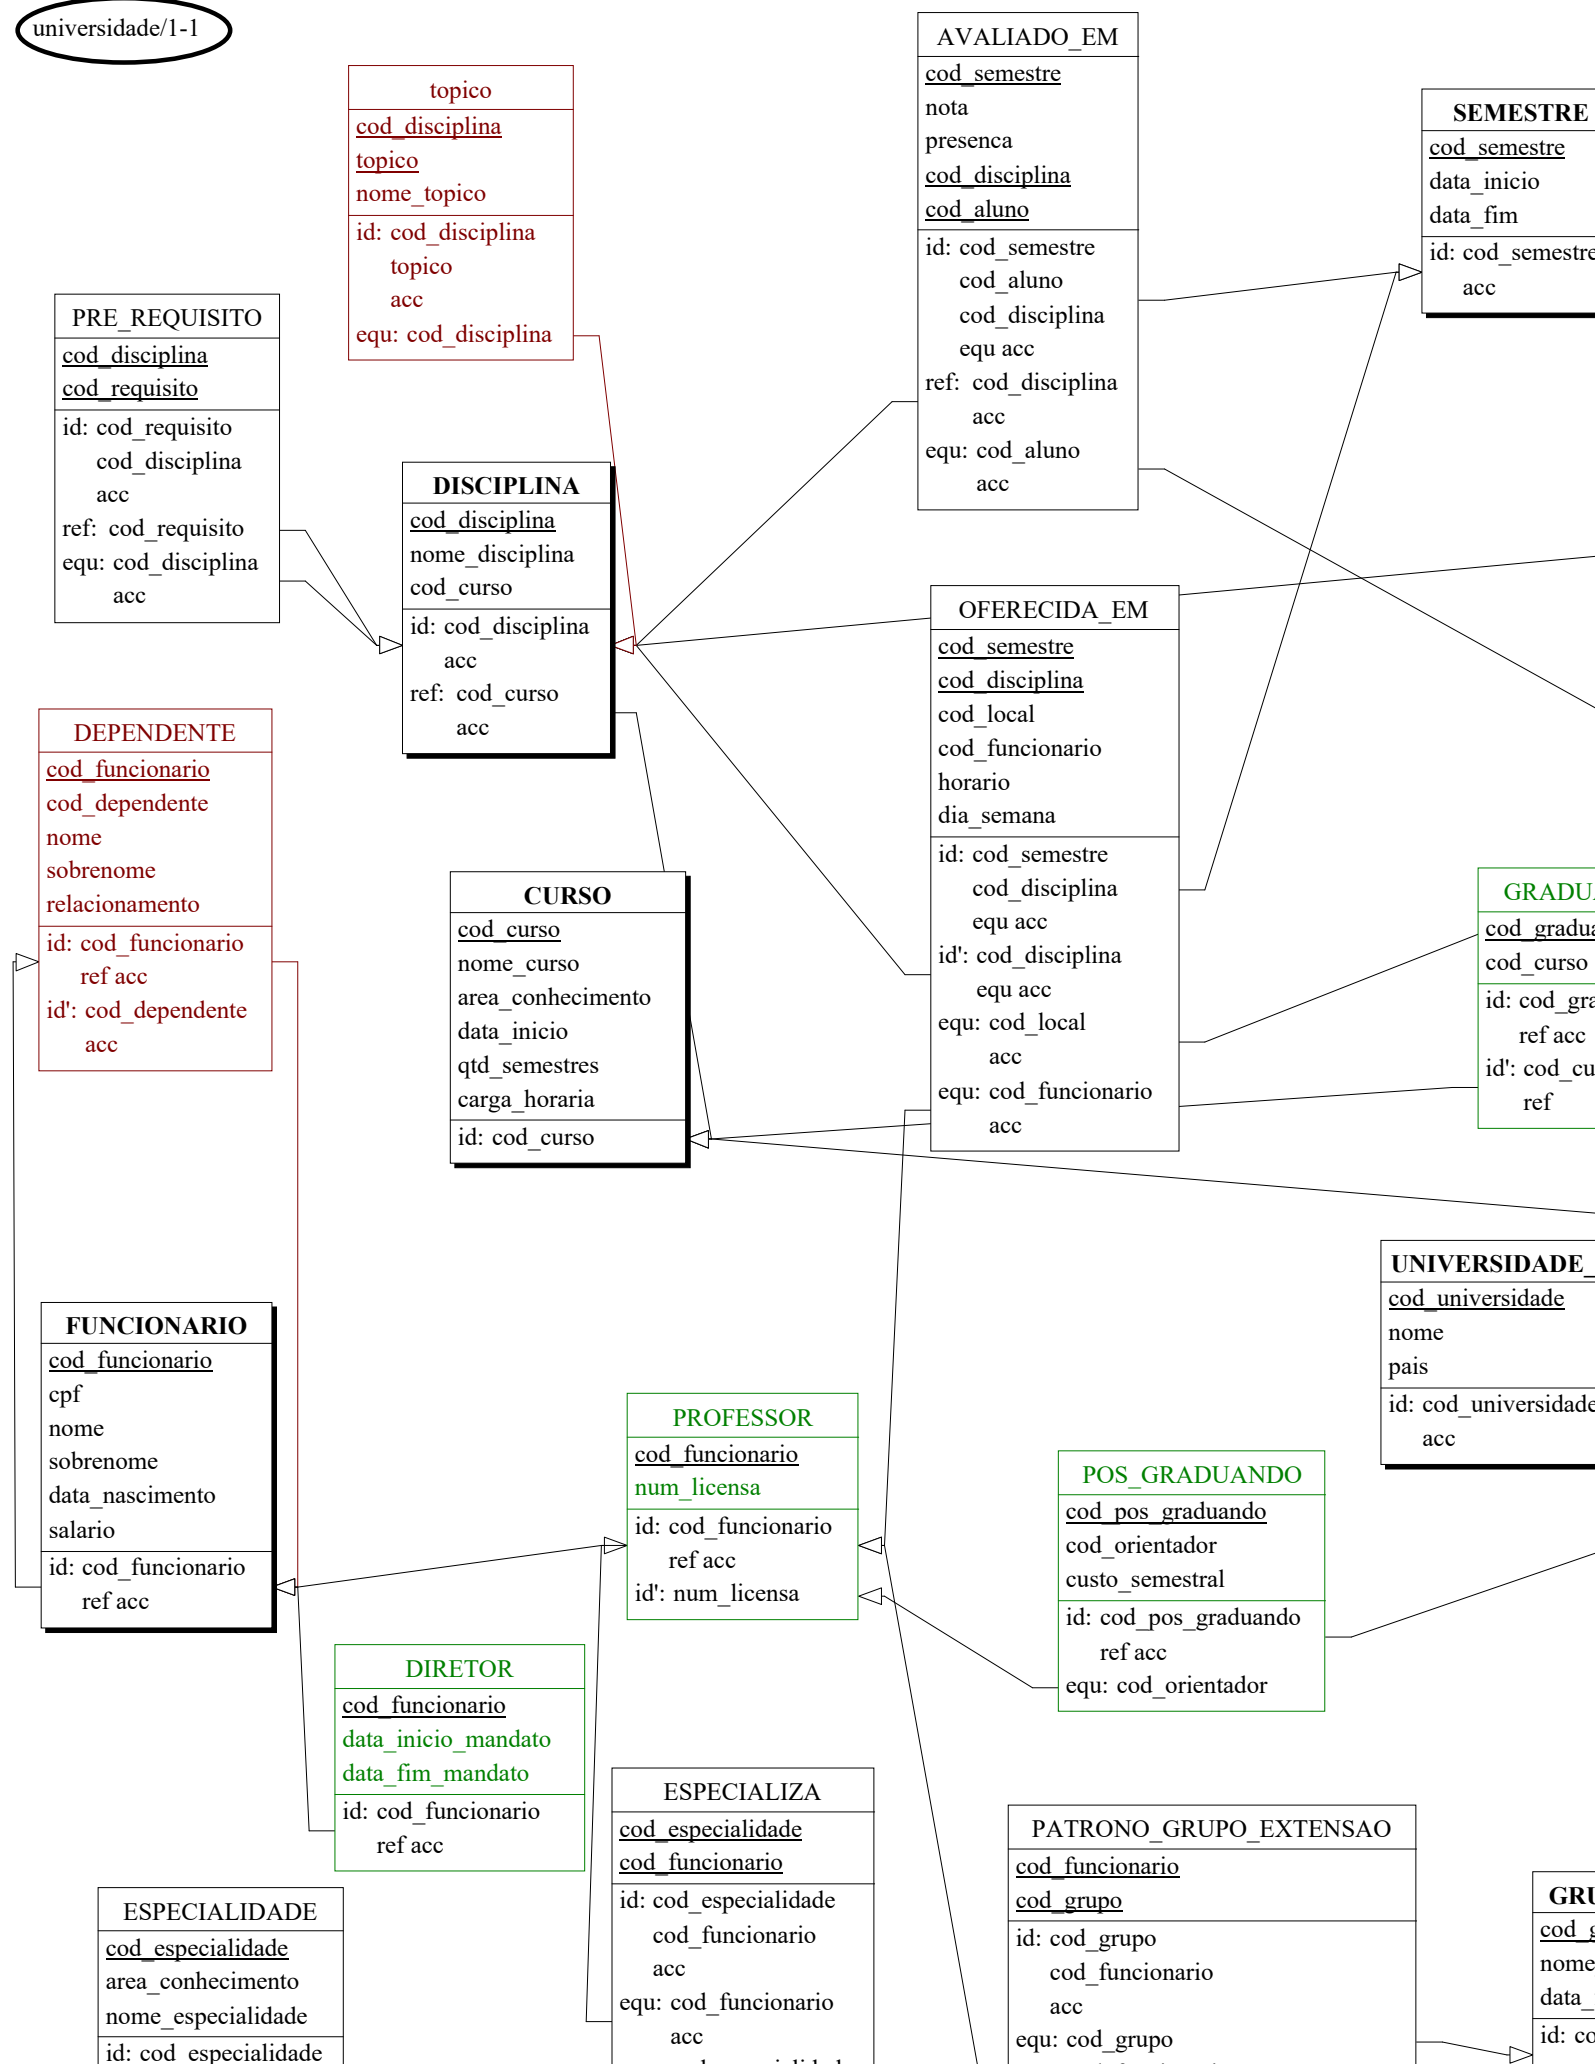 universidade/1-1
topico
cod_disciplina
topico
nome_topico
id: cod_disciplina
topico
acc
equ: cod_disciplina
AVALIADO_EM
cod_semestre
nota
presenca
cod_disciplina
cod_aluno
id: cod_semestre
cod_aluno
cod_disciplina
equ acc
ref: cod_disciplina
acc
equ: cod_aluno
acc
SEMESTRE
cod_semestre
data_inicio
data_fim
id: cod_semestre
acc
PRE_REQUISITO
cod_disciplina
cod_requisito
id: cod_requisito
cod_disciplina
acc
ref: cod_requisito
equ: cod_disciplina
acc
DISCIPLINA
cod_disciplina
nome_disciplina
cod_curso
id: cod_disciplina
acc
ref: cod_curso
acc
OFERECIDA_EM
cod_semestre
cod_disciplina
cod_local
cod_funcionario
horario
dia_semana
id: cod_semestre
cod_disciplina
equ acc
id': cod_disciplina
equ acc
equ: cod_local
acc
equ: cod_funcionario
acc
DEPENDENTE
cod_funcionario
cod_dependente
nome
sobrenome
relacionamento
id: cod_funcionario
ref acc
id': cod_dependente
acc
CURSO
cod_curso
nome_curso
area_conhecimento
data_inicio
qtd_semestres
carga_horaria
id: cod_curso
GRADUA
cod_gradua
cod_curso
id: cod_gra
ref acc
id': cod_cu
ref
UNIVERSIDADE_
cod_universidade
nome
pais
id: cod_universidade
acc
FUNCIONARIO
cod_funcionario
cpf
nome
sobrenome
data_nascimento
salario
id: cod_funcionario
ref acc
PROFESSOR
cod_funcionario
num_licensa
id: cod_funcionario
ref acc
id': num_licensa
POS_GRADUANDO
cod_pos_graduando
cod_orientador
custo_semestral
id: cod_pos_graduando
ref acc
equ: cod_orientador
DIRETOR
cod_funcionario
data_inicio_mandato
data_fim_mandato
id: cod_funcionario
ref acc
ESPECIALIZA
cod_especialidade
cod_funcionario
id: cod_especialidade
cod_funcionario
acc
equ: cod_funcionario
acc
PATRONO_GRUPO_EXTENSAO
cod_funcionario
cod_grupo
id: cod_grupo
cod_funcionario
acc
equ: cod_grupo
ESPECIALIDADE
cod_especialidade
area_conhecimento
nome_especialidade
id: cod_especialidade
GRU
cod_g
nome
data_
id: co